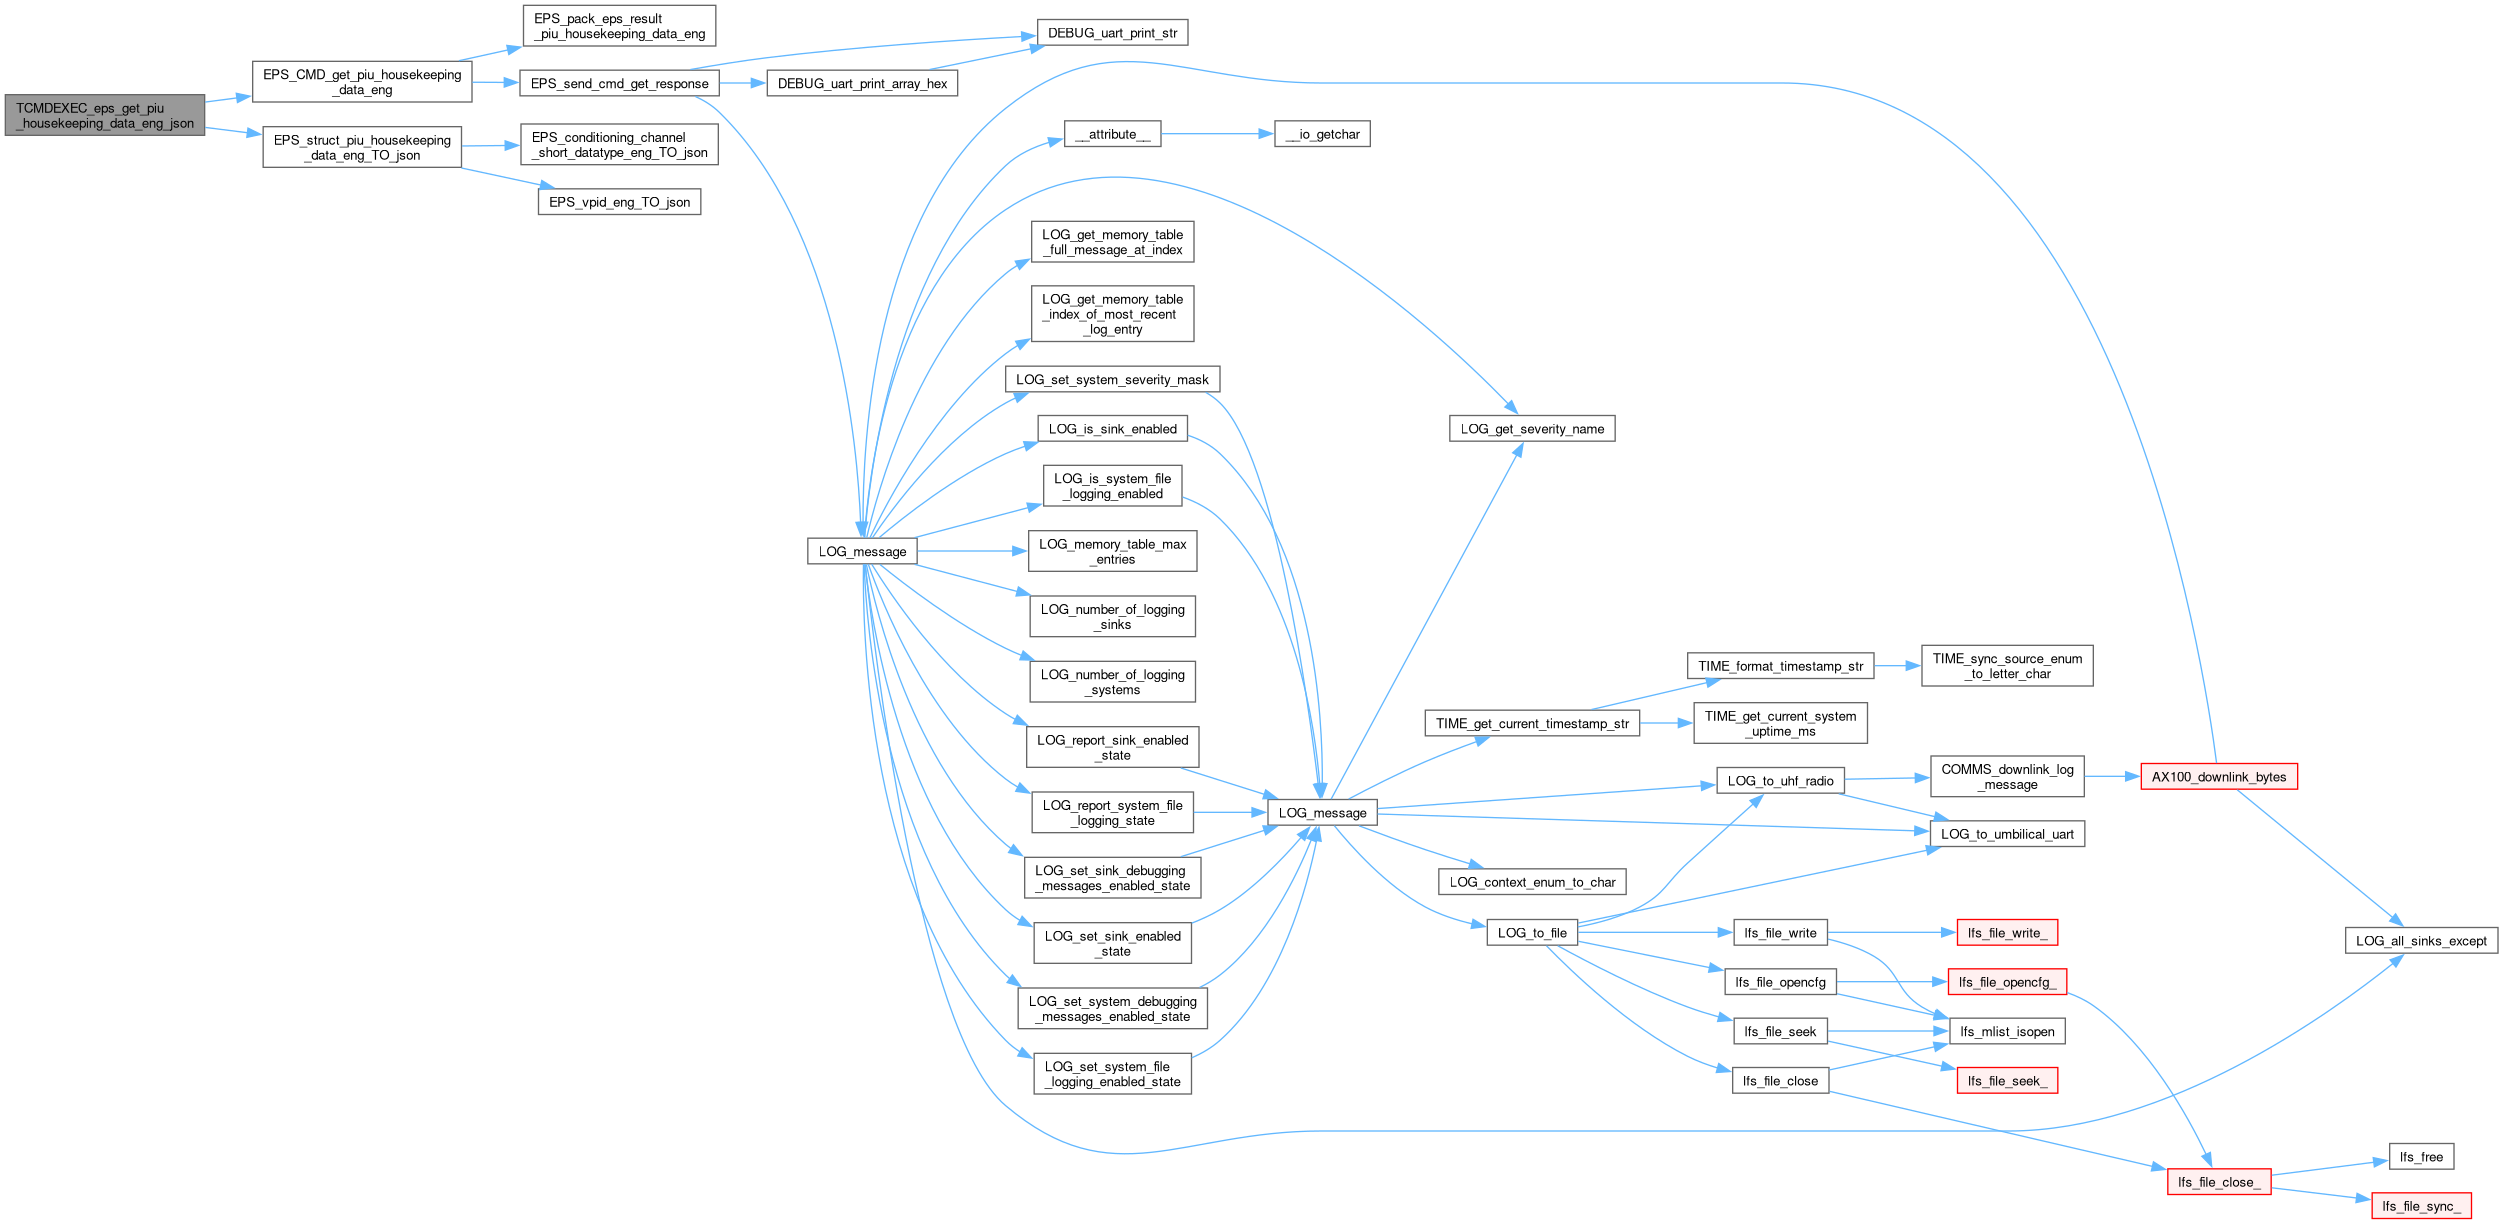 TCMDEXEC_eps_get_piu
_housekeeping_data_eng_json
EPS_CMD_get_piu_housekeeping
_data_eng
EPS_struct_piu_housekeeping
_data_eng_TO_json
EPS_pack_eps_result
_piu_housekeeping_data_eng
EPS_send_cmd_get_response
EPS_conditioning_channel
_short_datatype_eng_TO_json
EPS_vpid_eng_TO_json
DEBUG_uart_print_array_hex
DEBUG_uart_print_str
LOG_message
__attribute__
__io_getchar
LOG_get_memory_table
_full_message_at_index
LOG_get_memory_table
_index_of_most_recent
_log_entry
LOG_set_system_severity_mask
LOG_is_sink_enabled
LOG_is_system_file
_logging_enabled
LOG_memory_table_max
_entries
LOG_number_of_logging
_sinks
LOG_number_of_logging
_systems
LOG_report_sink_enabled
_state
LOG_report_system_file
_logging_state
LOG_set_sink_debugging
_messages_enabled_state
LOG_set_sink_enabled
_state
LOG_set_system_debugging
_messages_enabled_state
LOG_set_system_file
_logging_enabled_state
LOG_message
LOG_get_severity_name
TIME_get_current_timestamp_str
LOG_context_enum_to_char
LOG_to_file
TIME_format_timestamp_str
TIME_get_current_system
_uptime_ms
LOG_to_uhf_radio
lfs_file_write
lfs_file_opencfg
lfs_file_seek
lfs_file_close
TIME_sync_source_enum
_to_letter_char
COMMS_downlink_log
_message
LOG_to_umbilical_uart
lfs_file_write_
lfs_file_opencfg_
lfs_mlist_isopen
lfs_file_seek_
AX100_downlink_bytes
lfs_file_close_
LOG_all_sinks_except
lfs_free
lfs_file_sync_